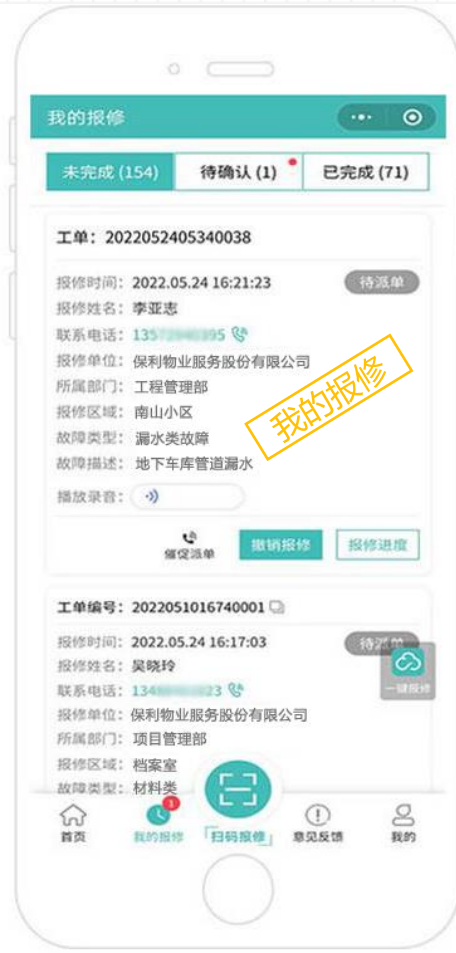 我的报修
未完成 (154) 待确认 (1) 已完成 (71)
工单：2022052405340038
报修时间：2022.05.24 16:21:23 待派单
报修姓名：李亚志
联系电话：135 395
报修单位：保利物业服务股份有限公司
所属部门：工程管理部
报修区域：南山小区
故障类型：漏水类故障
故障描述：地下车库管道漏水
我的报修
播放录音：
催促派单 撤销报修 报修进度
工单编号：2022051016740001
报修时间：2022.05.24 16:17:03 待派单
报修姓名：吴晓玲
联系电话：134 23
一键报修
报修单位：保利物业服务股份有限公司
所属部门：项目管理部
报修区域：档案室
故障类型：材料类
1
首页 我的报修 扫码报修 意见反馈 我的